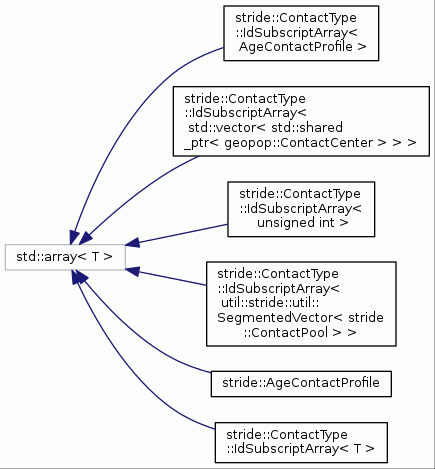 stride::ContactType
::IdSubscriptArray<
AgeContactProfile >
stride::ContactType
::IdSubscriptArray<
std::vector< std::shared
_ptr< geopop::ContactCenter > > >
stride::ContactType
::IdSubscriptArray<
unsigned int >
std::array< T >
stride::ContactType
::IdSubscriptArray<
util::stride::util::
SegmentedVector< stride
::ContactPool > >
stride::AgeContactProfile
stride::ContactType
::IdSubscriptArray< T >